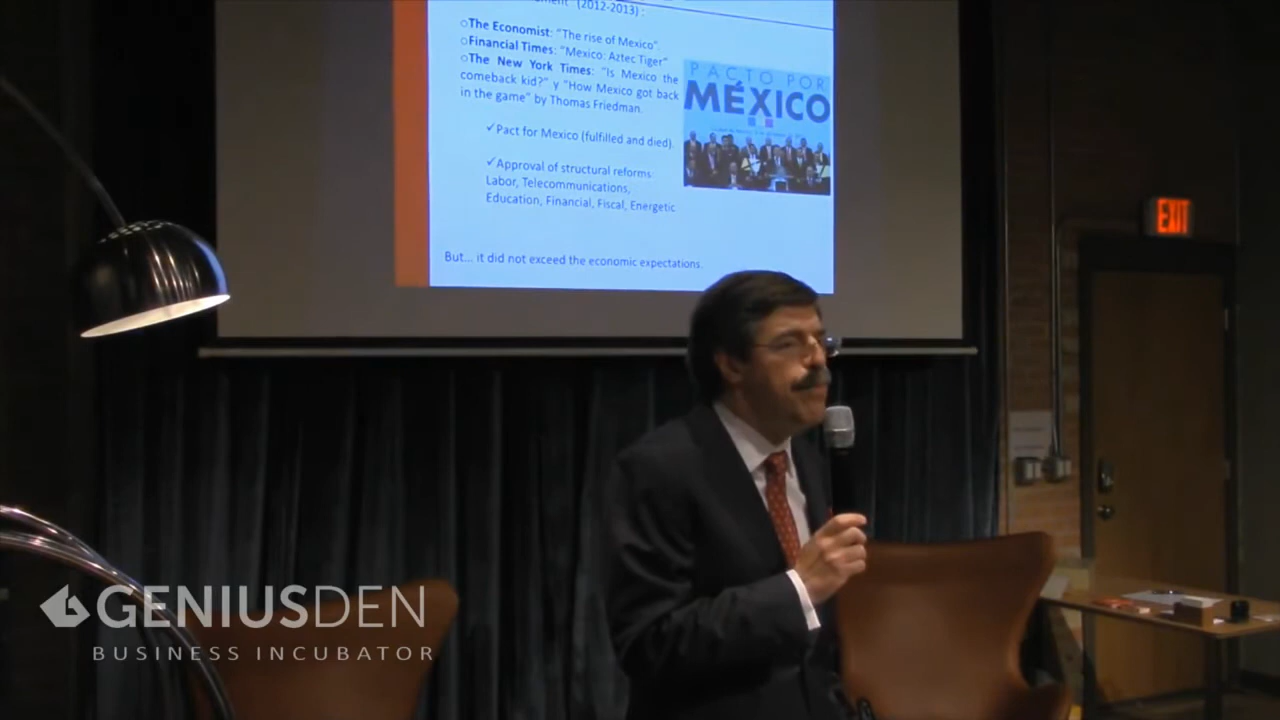 (2012-2013) :
○The Economist: "The rise of Mexico".
○Financial Times: "Mexico: Aztec Tiger"
○The New York Times: "Is Mexico the
comeback kid?" y "How Mexico got back
in the game" by Thomas Friedman.
✓Pact for Mexico (fulfilled and died).
✓Approval of structural reforms
Labor, Telecommunications,
Education, Financial, Fiscal, Energetic
But... it did not exceed the economic expectations.
PACTO POR
MÉXICO
EXIT
GENIUSDEN
BUSINESS INCUBATOR